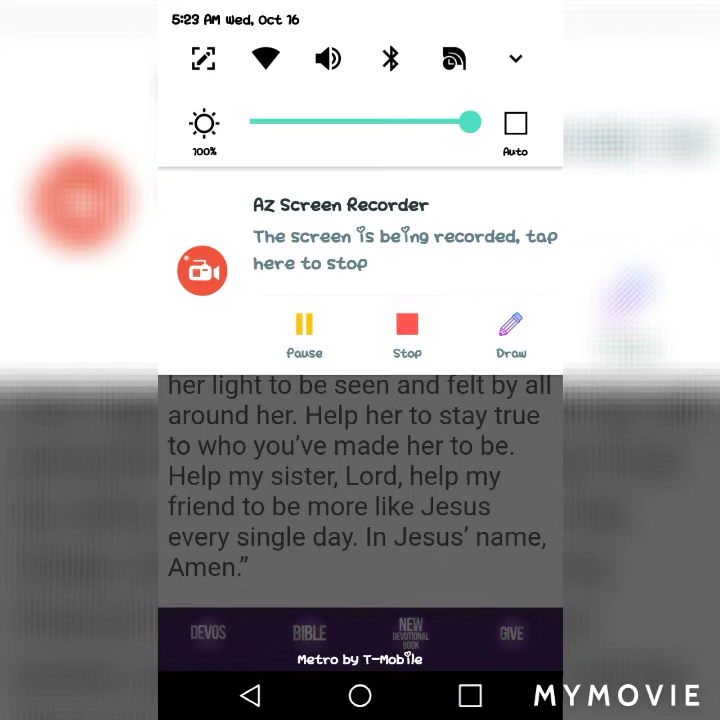 5:23 AM Wed, Oct 16
100%
Auto
AZ Screen Recorder
The screen is being recorded, tap
here to stop
Pause
Stop
Draw
her light to be seen and felt by all
around her. Help her to stay true
to who you’ve made her to be.
Help my sister, Lord, help my
friend to be more like Jesus
every single day. In Jesus’ name,
Amen.”
DEVOS
BIBLE
NEW
DEVOTIONAL
BOOK
GIVE
Metro by T-Mobile
MYMOVIE